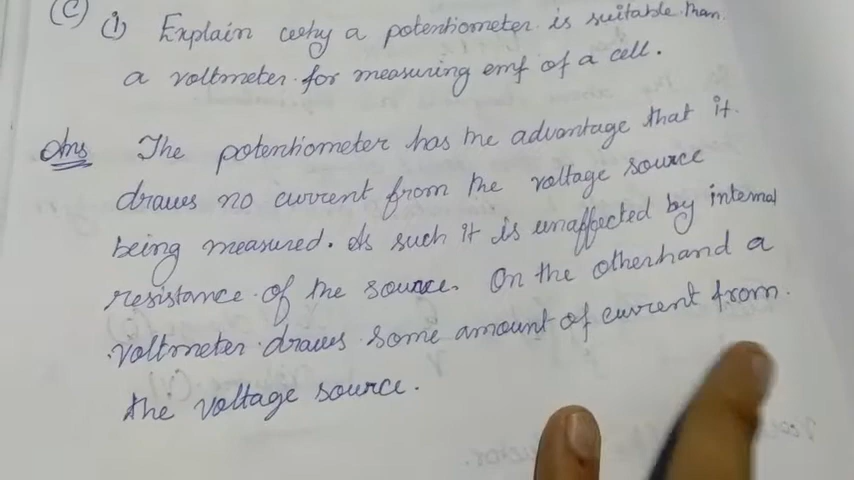 (C) (i) Explain why a potentiometer is suitable than
a voltmeter for measuring emf of a cell.
Ans The potentiometer has the advantage that it
draws no current from the voltage source
being measured. As such it is unaffected by internal
resistance of the source. On the otherhand a
voltmeter draws some amount of current from
the voltage source.